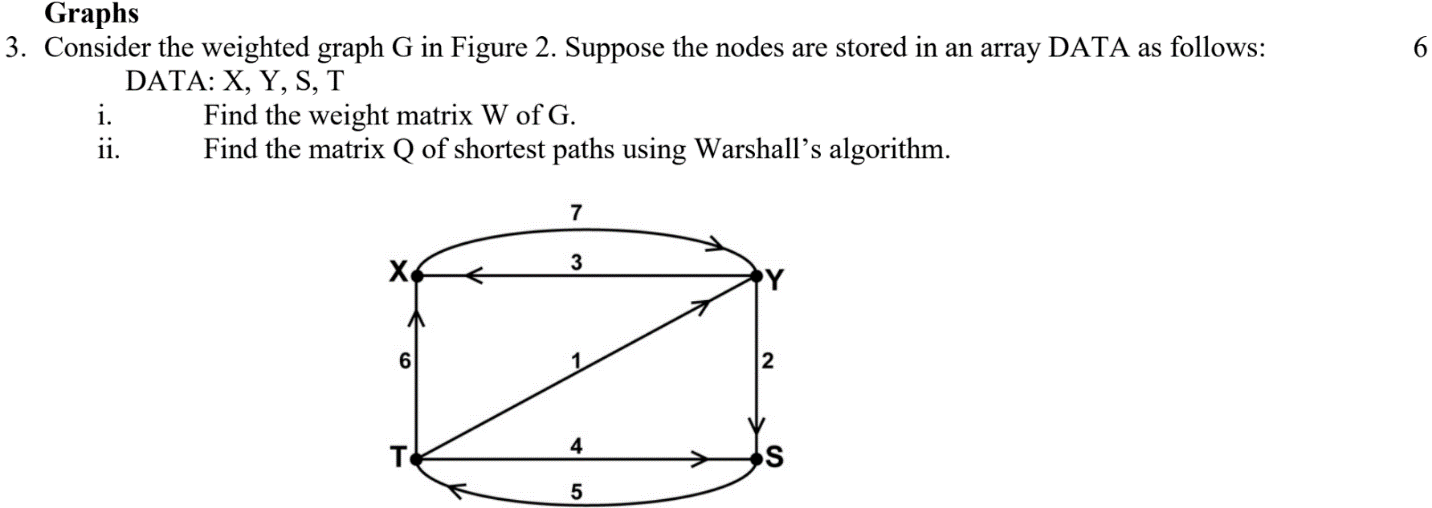 Graphs
3. Consider the weighted graph G in Figure 2. Suppose the nodes are stored in an array DATA as follows: 6
DATA: X, Y, S, T
i. Find the weight matrix W of G.
ii. Find the matrix Q of shortest paths using Warshall’s algorithm.
7
X 3 Y
6 1 2
T 4 S
5